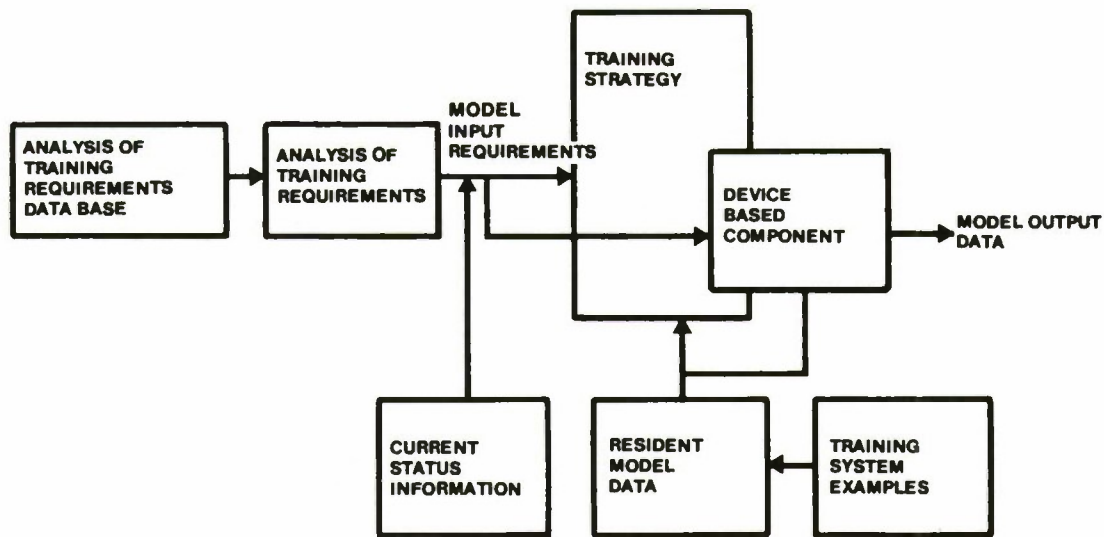 TRAINING
STRATEGY
MODEL
INPUT
REQUIREMENTS
ANALYSIS OF
TRAINING
REQUIREMENTS
DATA BASE
ANALYSIS OF
TRAINING
REQUIREMENTS
DEVICE
BASED
COMPONENT
MODEL OUTPUT
DATA
CURRENT
STATUS
INFORMATION
RESIDENT
MODEL
DATA
TRAINING
SYSTEM
EXAMPLES